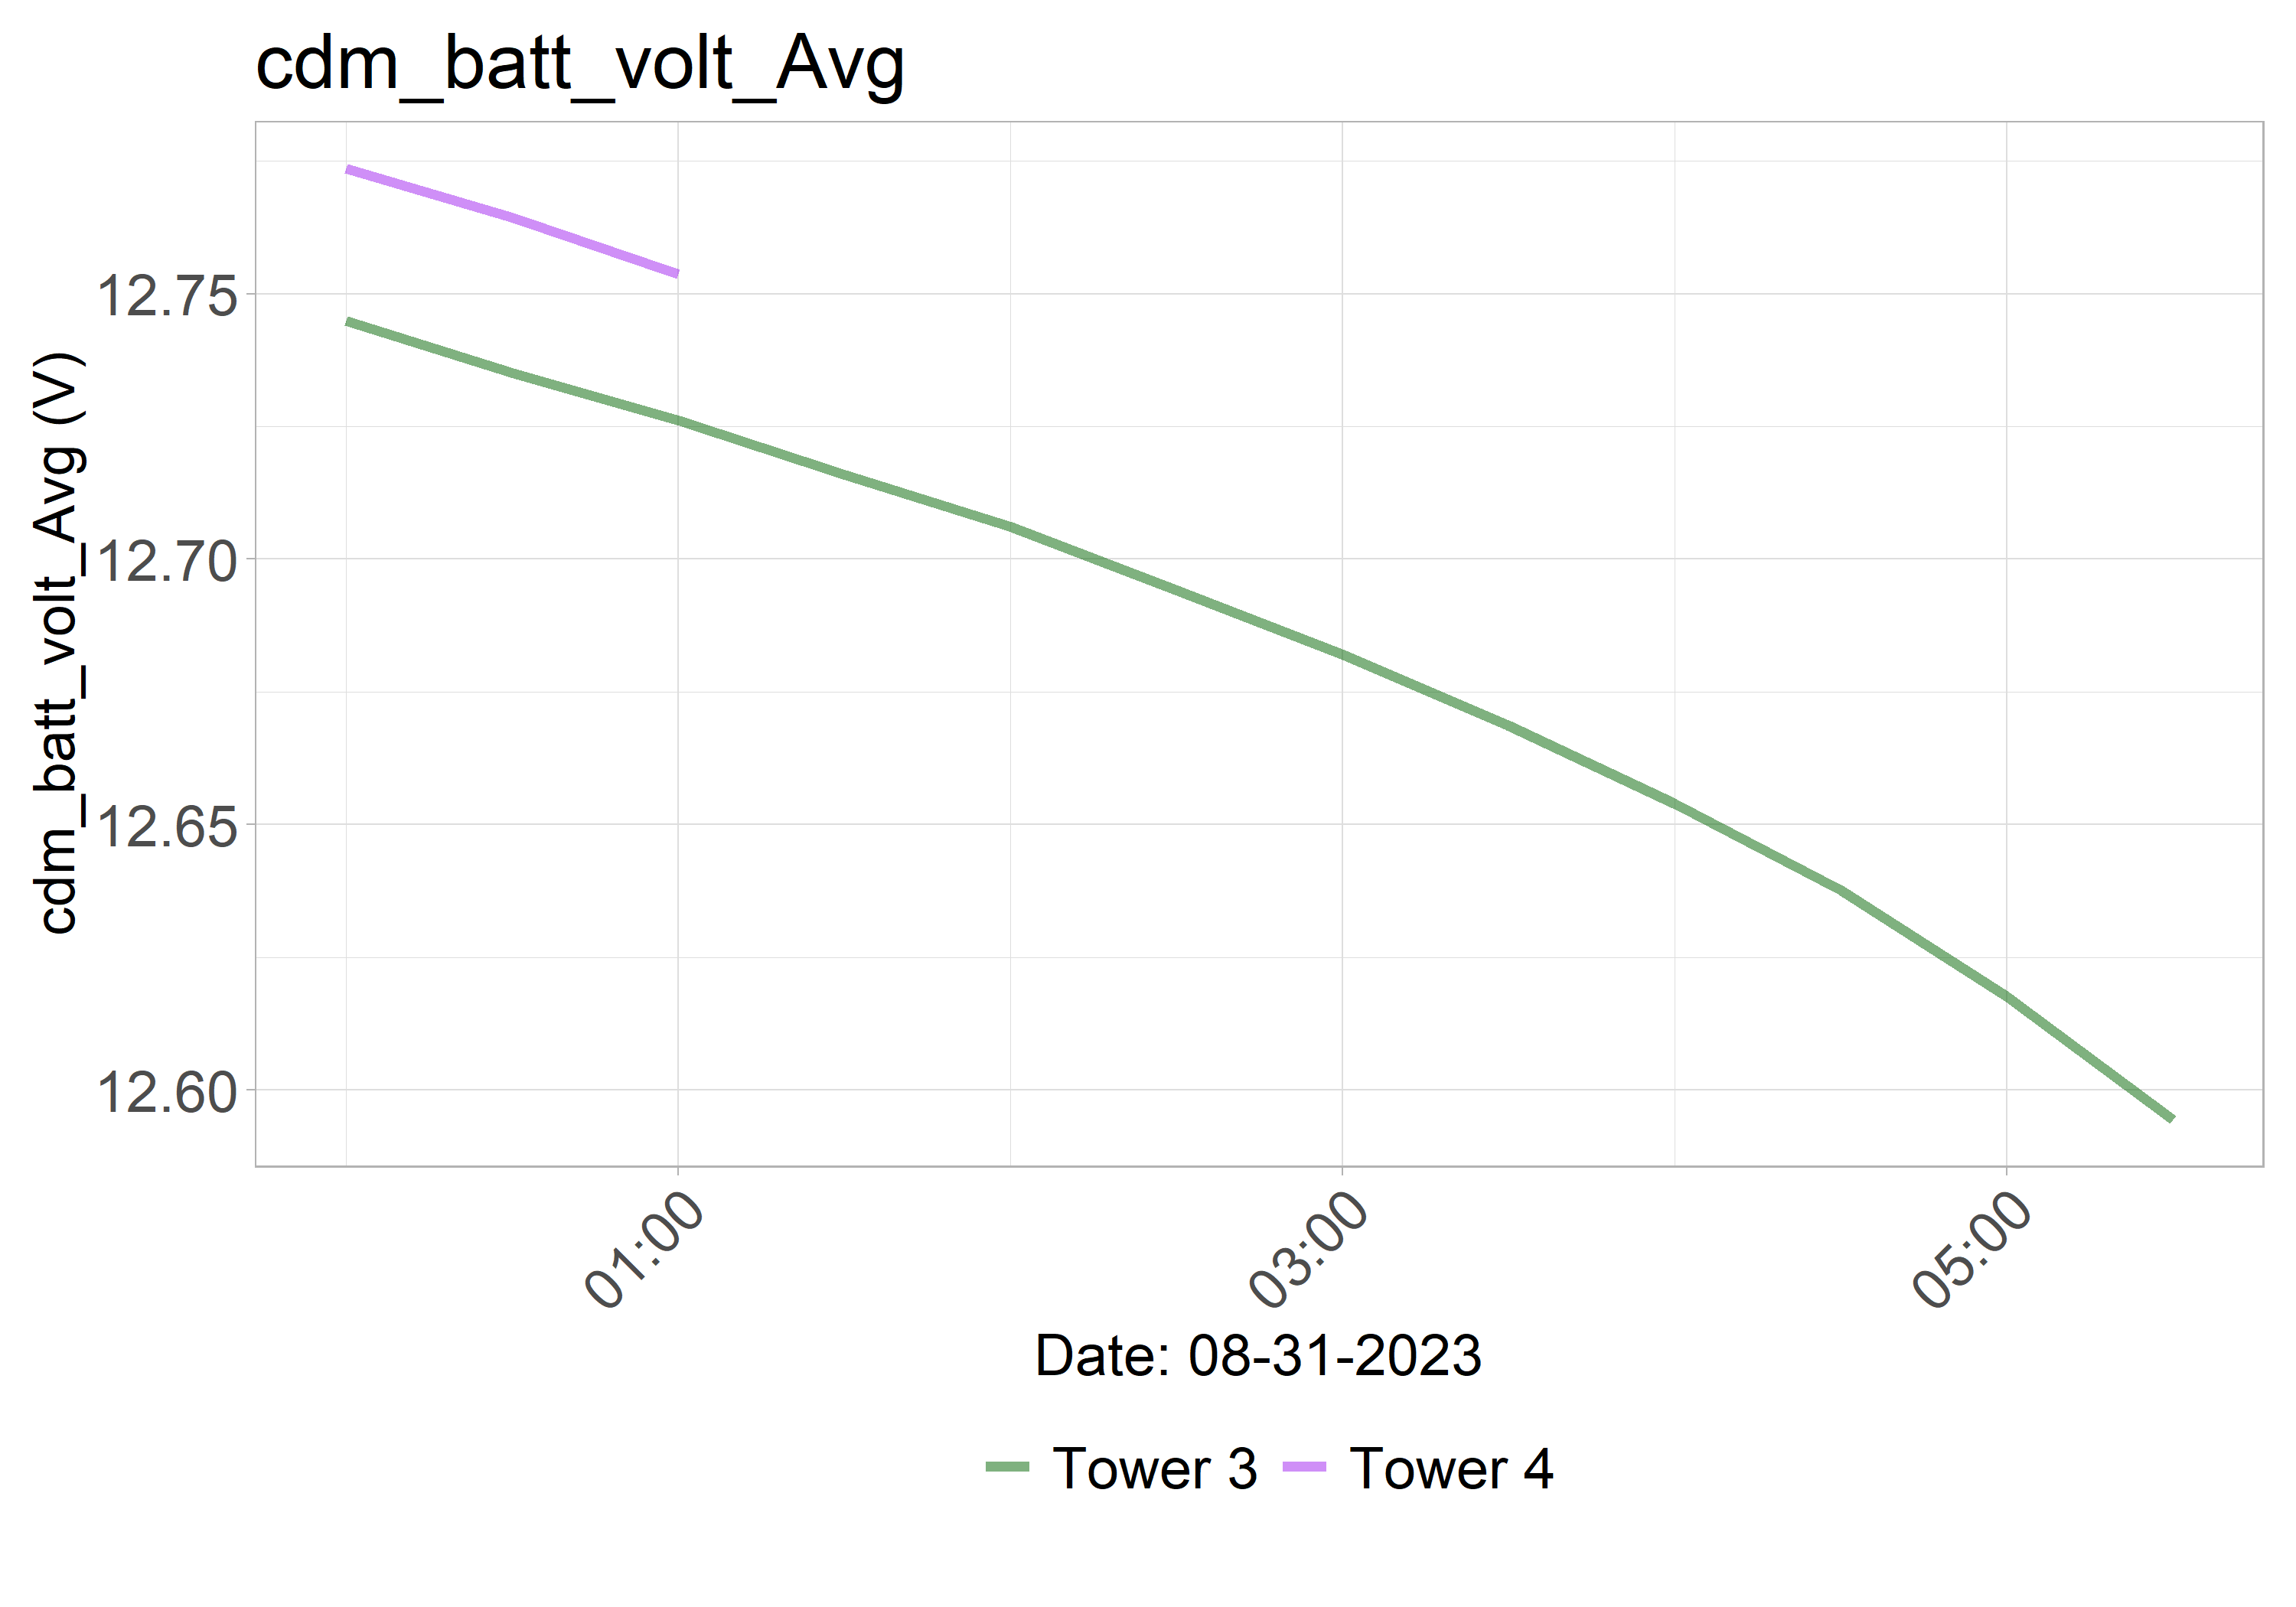 cdm_batt_volt_Avg
cdm_batt_volt_Avg (V)
12.75
12.70
12.65
12.60
01:00
03:00
05:00
Date: 08-31-2023
Tower 3
Tower 4